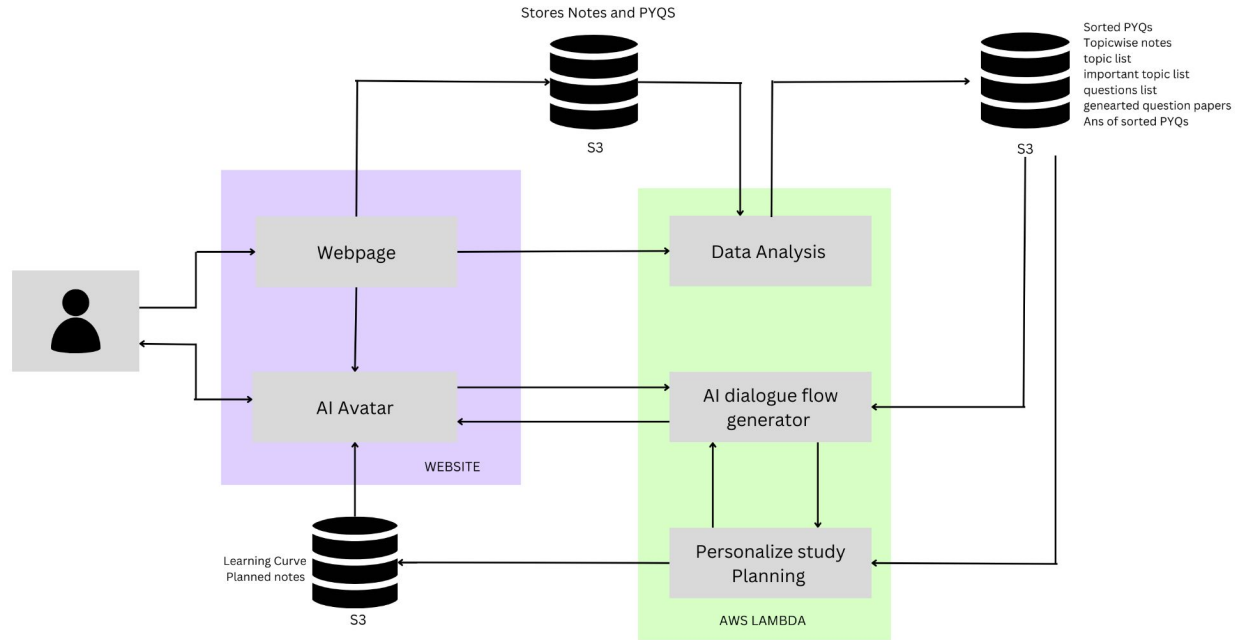 Stores Notes and PYQS
S3
Sorted PYQs
Topicwise notes
topic list
important topic list
questions list
genearted question papers
Ans of sorted PYQs
S3
Webpage
Data Analysis
AI Avatar
AI dialogue flow
generator
WEBSITE
Learning Curve
Planned notes
S3
Personalize study
Planning
AWS LAMBDA